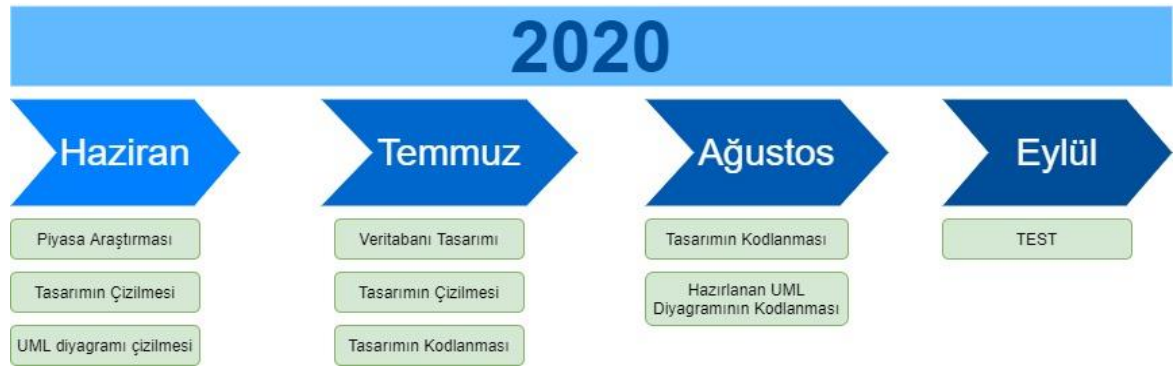 2020
Haziran
Temmuz
Ağustos
Eylül
Piyasa Araştırması
Tasarımın Çizilmesi
UML diyagramı çizilmesi
Veritabanı Tasarımı
Tasarımın Çizilmesi
Tasarımın Kodlanması
Tasarımın Kodlanması
Hazırlanan UML
Diyagramının Kodlanması
TEST